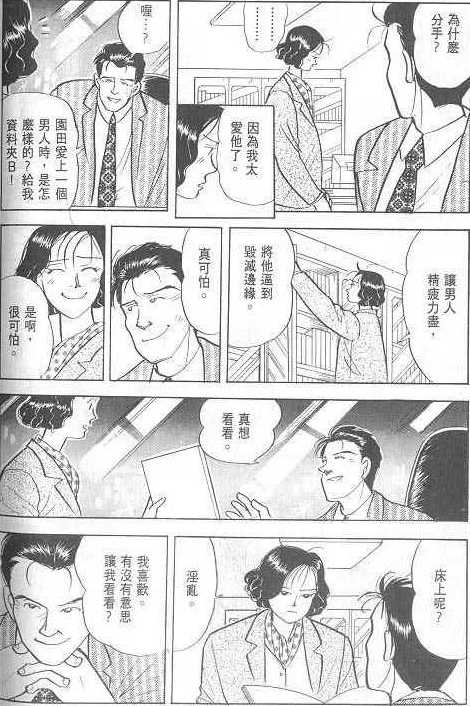 為什麽
分手?
⋯⋯⋯
⋯⋯⋯
因為我太
愛他了。
喔⋯?
園田愛上一個
男人時，是怎
麽樣的？給我
資料夾B！
讓男人
精疲力盡，
將他逼到
毀滅邊緣。
真可怕。
是啊，
很可怕。
真想
看看。
床上呢？
淫亂。
我喜歡。
有沒有意思
讓我看看？